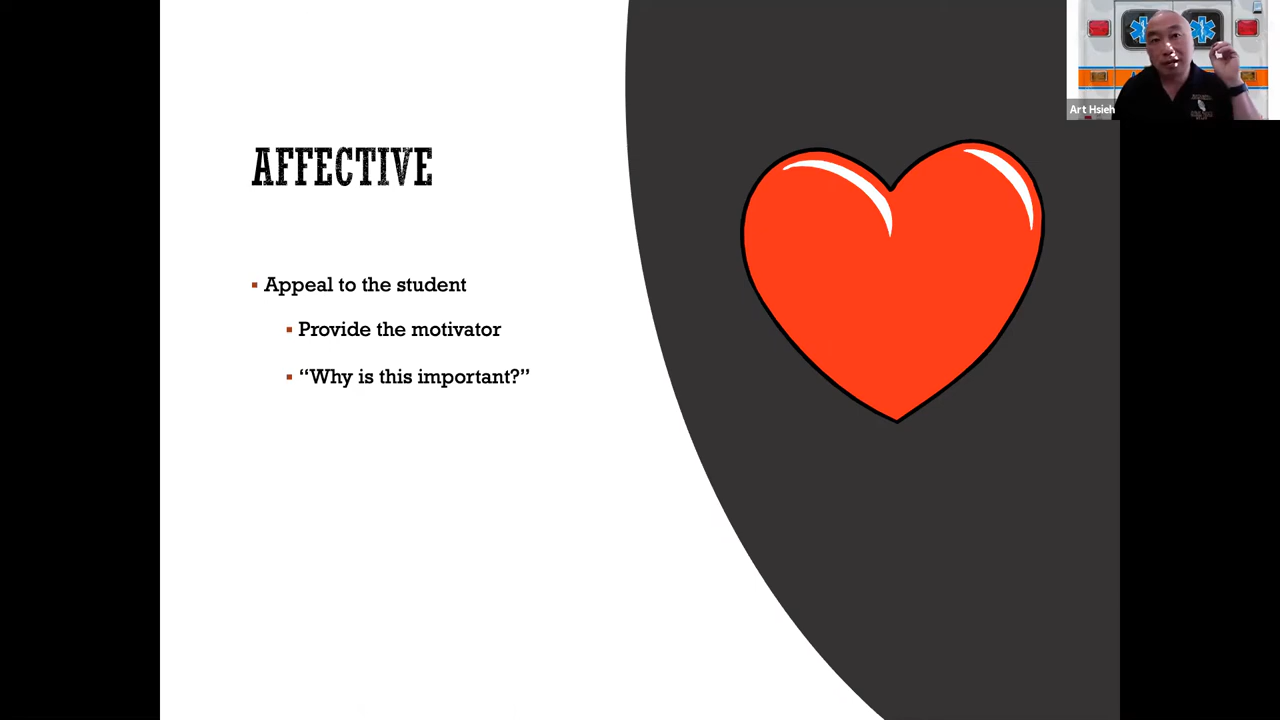 AFFECTIVE
▪ Appeal to the student
▪ Provide the motivator
▪ “Why is this important?”
Art Hsieh